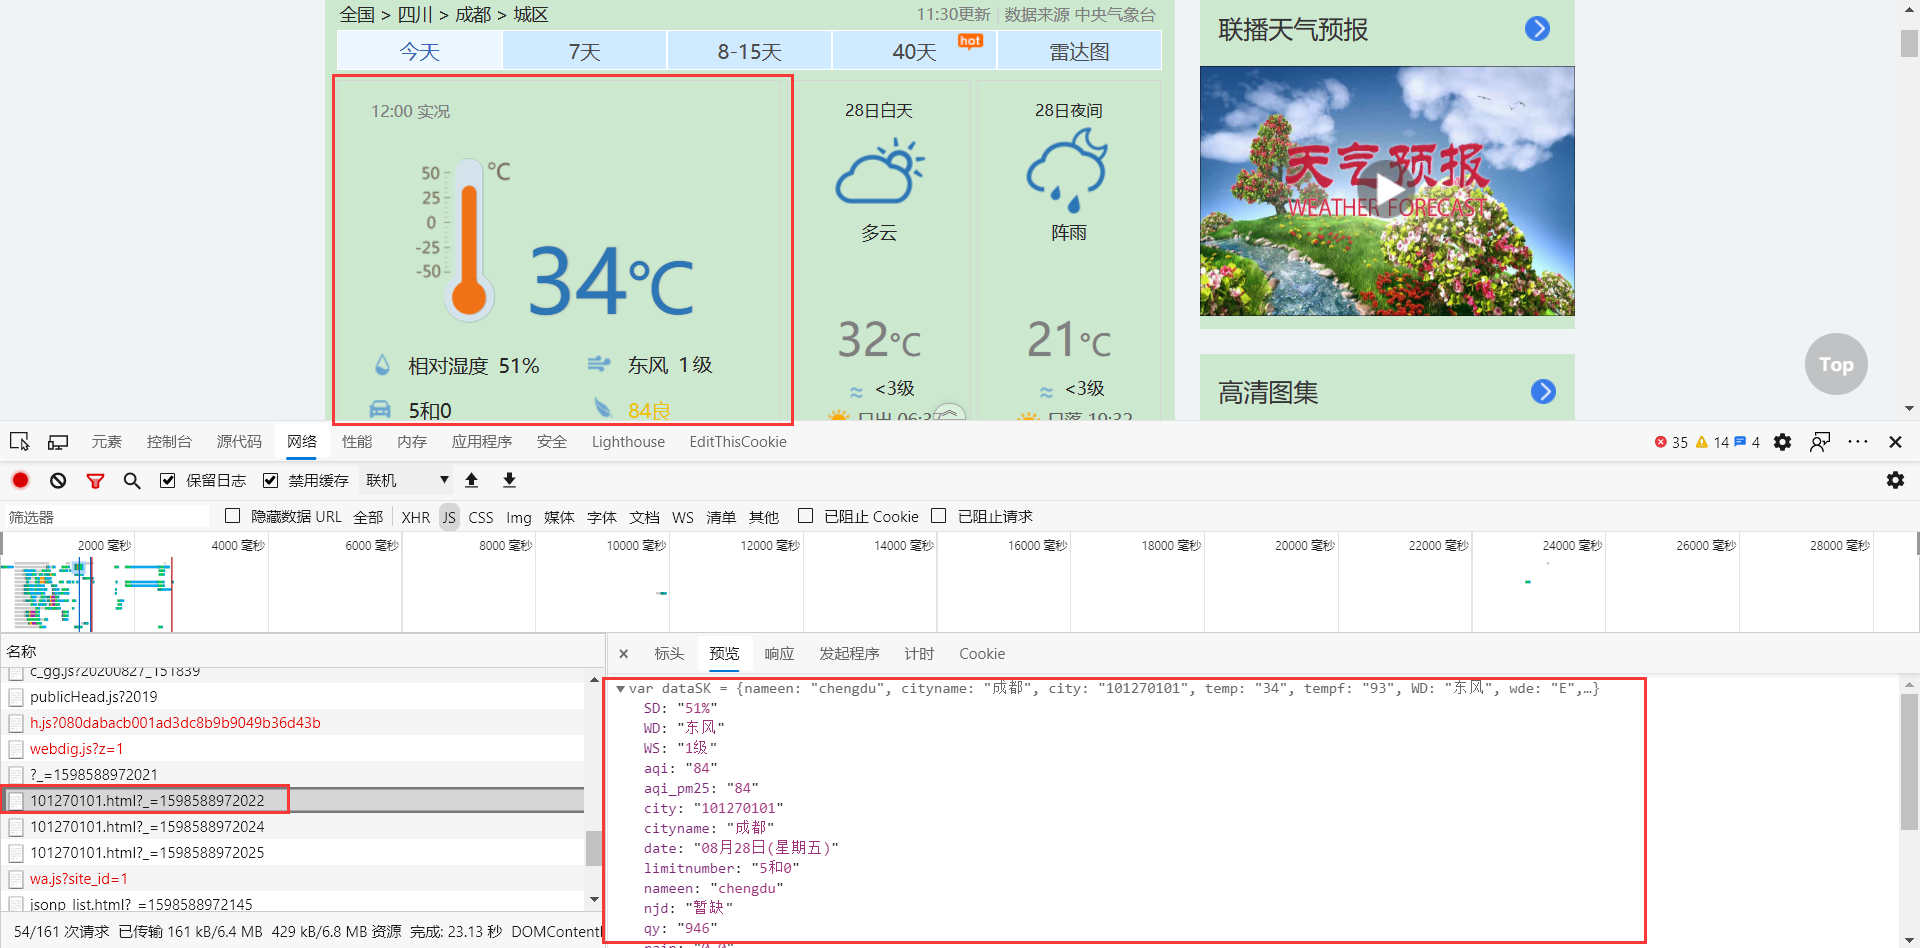 全国 > 四川 > 成都 > 城区
11:30更新 | 数据来源 中央气象台
今天 7天 8-15天 40天 hot 雷达图
12:00 实况
℃
50
25
0
-25
-50
34℃
相对湿度 51% 东风 1级
5和0 84良
28日白天
多云
32℃
<3级
日出 06:37
28日夜间
阵雨
21℃
<3级
日落 19:32
联播天气预报
天气预报
WEATHER FORECAST
高清图集
Top
元素 控制台 源代码 网络 性能 内存 应用程序 安全 Lighthouse EditThisCookie 35 14 4
保留日志 禁用缓存 联机
筛选器 隐藏数据 URL 全部 XHR JS CSS Img 媒体 字体 文档 WS 清单 其他 已阻止 Cookie 已阻止请求
2000 毫秒 4000 毫秒 6000 毫秒 8000 毫秒 10000 毫秒 12000 毫秒 14000 毫秒 16000 毫秒 18000 毫秒 20000 毫秒 22000 毫秒 24000 毫秒 26000 毫秒 28000 毫秒
名称
c_gg.js?20200827_151839
publicHead.js?2019
h.js?080dabacb001ad3dc8b9b9049b36d43b
webdig.js?z=1
?_=1598588972021
101270101.html?_=1598588972022
101270101.html?_=1598588972024
101270101.html?_=1598588972025
wa.js?site_id=1
jsonp_list.html?_=1598588972145
54/161 次请求 已传输 161 kB/6.4 MB 429 kB/6.8 MB 资源 完成: 23.13 秒 DOMContentL
× 标头 预览 响应 发起程序 计时 Cookie
▼var dataSK = {nameen: "chengdu", cityname: "成都", city: "101270101", temp: "34", tempf: "93", WD: "东风", wde: "E",…}
SD: "51%"
WD: "东风"
WS: "1级"
aqi: "84"
aqi_pm25: "84"
city: "101270101"
cityname: "成都"
date: "08月28日(星期五)"
limitnumber: "5和0"
nameen: "chengdu"
njd: "暂缺"
qy: "946"
rain: "0.0"